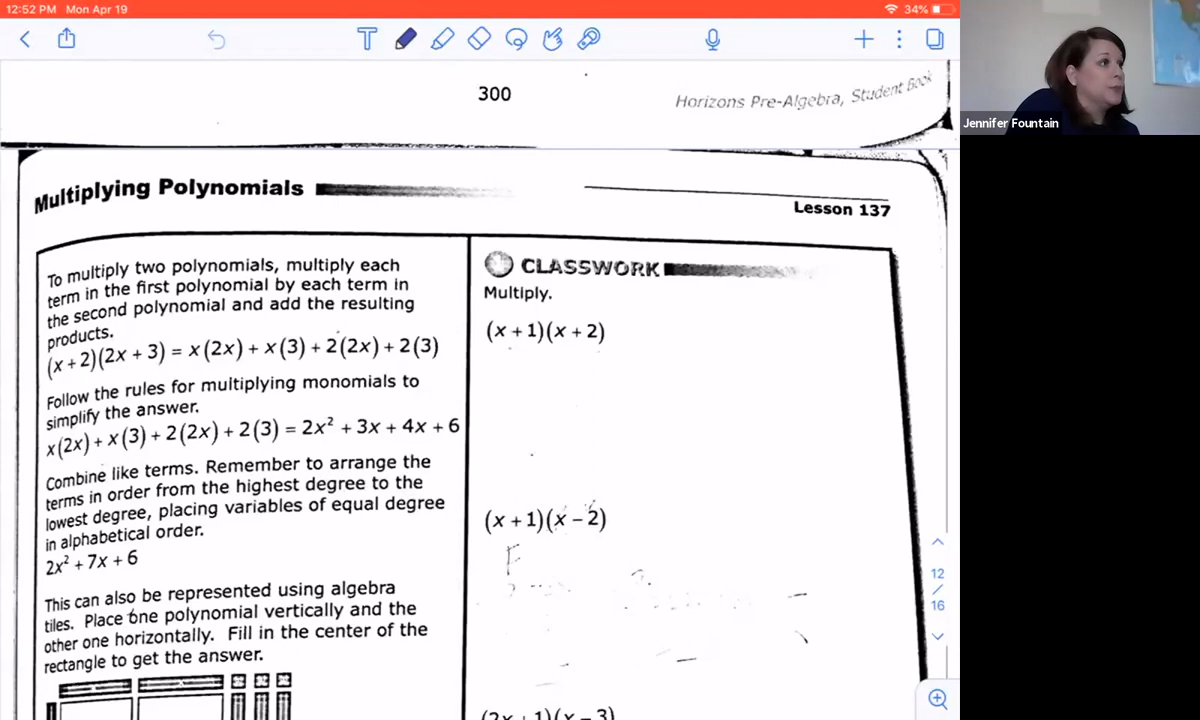 12:52 PM Mon Apr 19
34%
Jennifer Fountain
300
Horizons Pre-Algebra, Student Book
Multiplying Polynomials
Lesson 137
To multiply two polynomials, multiply each
term in the first polynomial by each term in
the second polynomial and add the resulting
products.
(x + 2)(2x + 3) = x(2x) + x(3) + 2(2x) + 2(3)
Follow the rules for multiplying monomials to
simplify the answer.
x(2x) + x(3) + 2(2x) + 2(3) = 2x² + 3x + 4x + 6
Combine like terms. Remember to arrange the
terms in order from the highest degree to the
lowest degree, placing variables of equal degree
in alphabetical order.
2x² + 7x + 6
This can also be represented using algebra
tiles. Place one polynomial vertically and the
other one horizontally. Fill in the center of the
rectangle to get the answer.
CLASSWORK
Multiply.
(x + 1)(x + 2)
(x + 1)(x − 2)
F
(2x + 1)(x − 3)
12
/
16